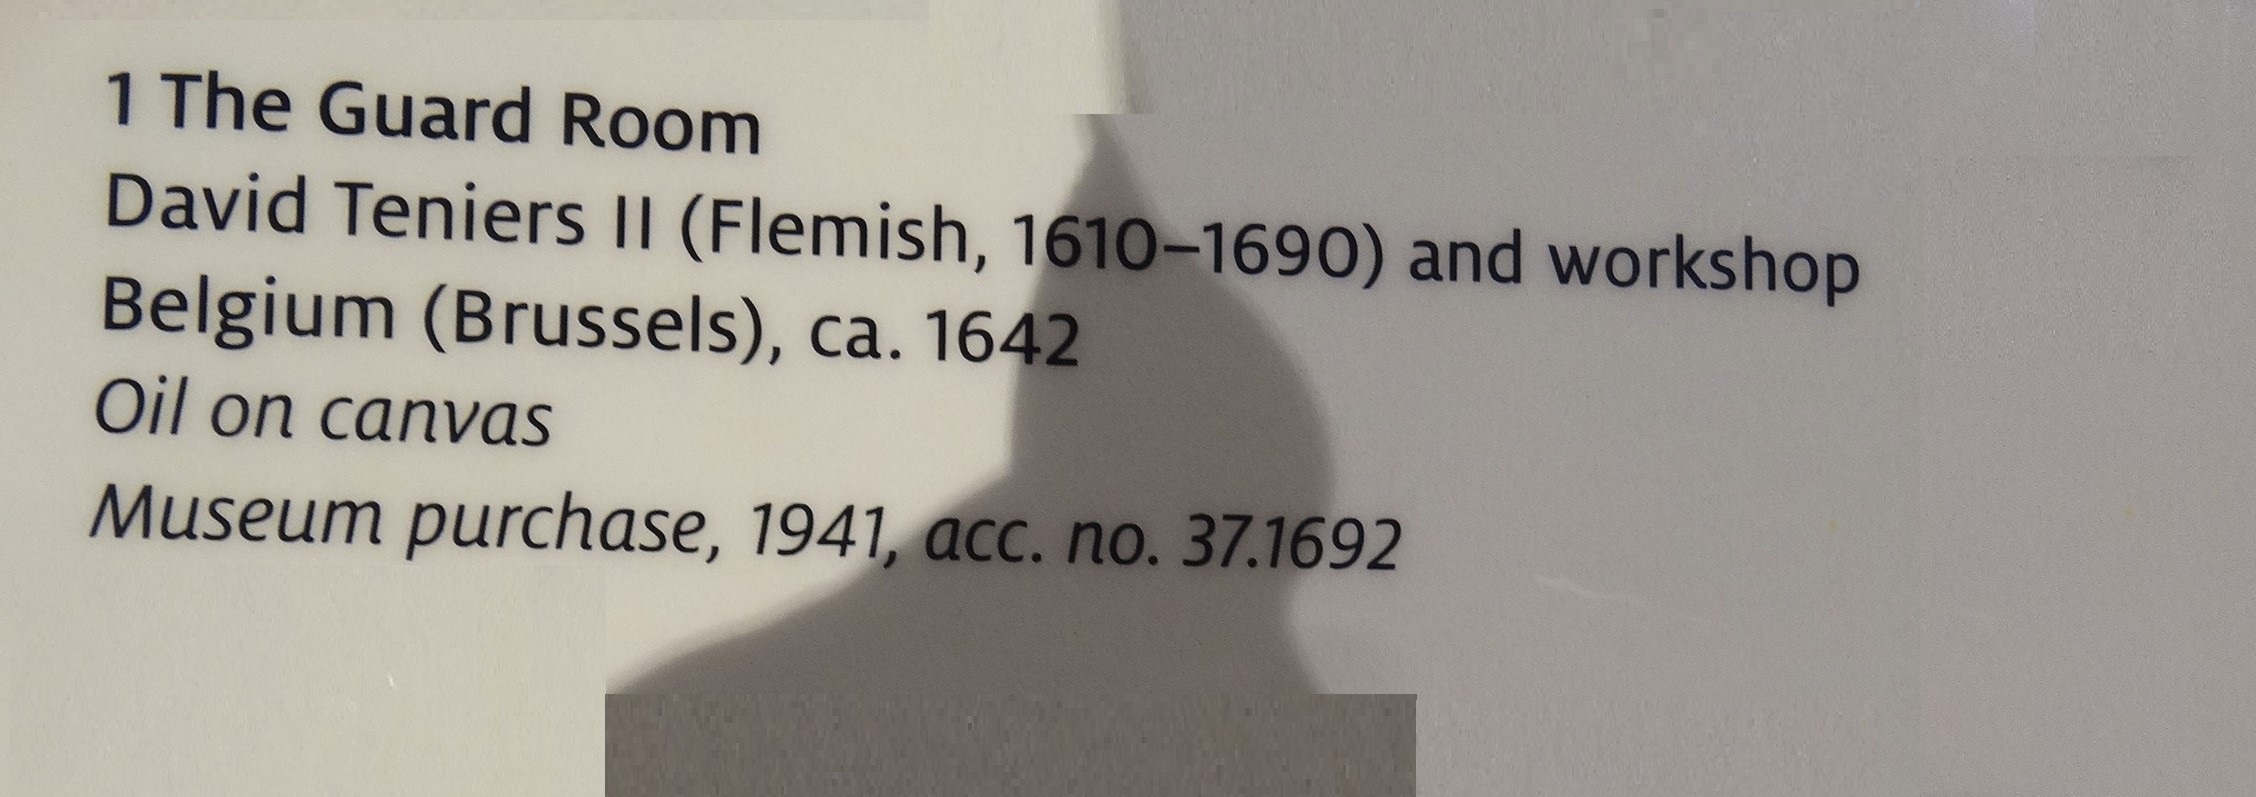 1 The Guard Room
David Teniers II (Flemish, 1610–1690) and workshop
Belgium (Brussels), ca. 1642
Oil on canvas
Museum purchase, 1941, acc. no. 37.1692